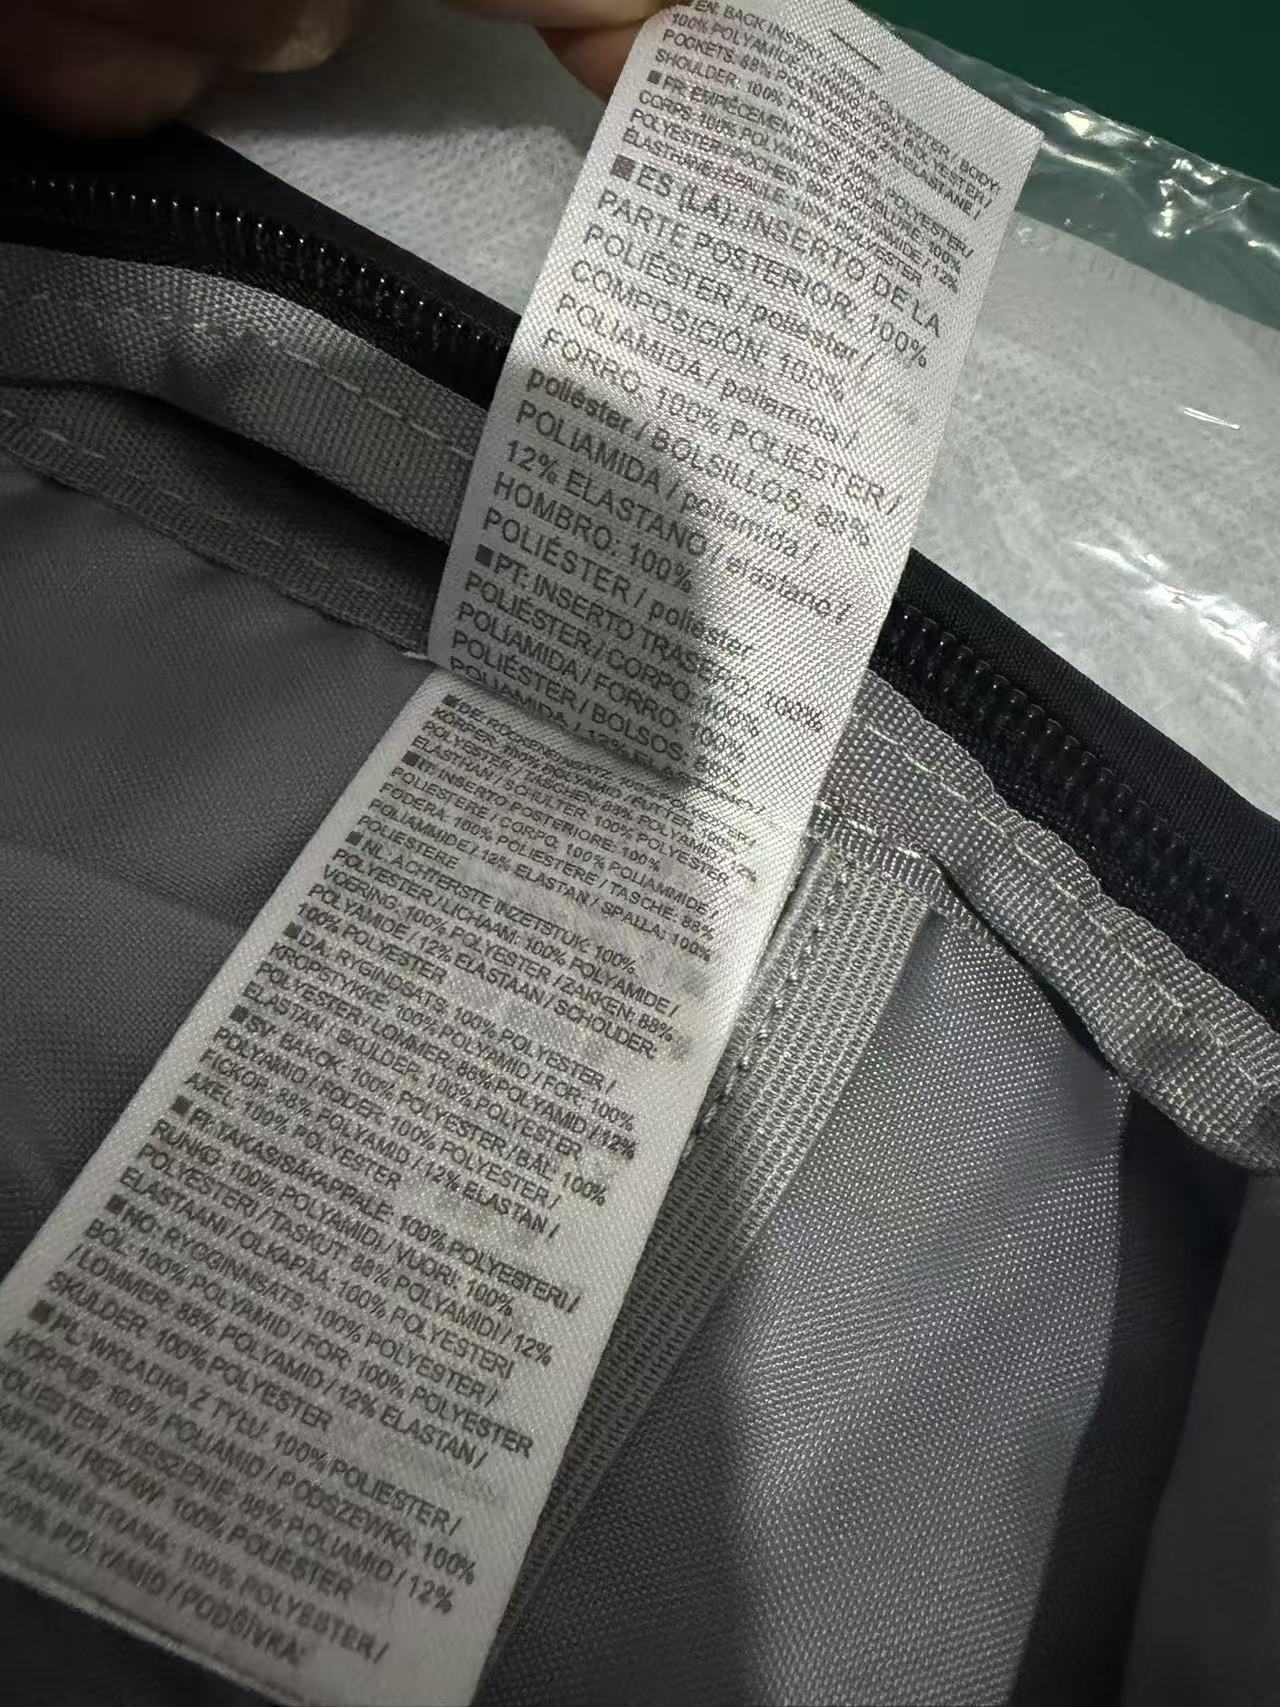 ■ EN: BACK INSERT: 100% POLYESTER / BODY:
100% POLYAMIDE / LINING: 100% POLYESTER /
POCKETS: 88% POLYAMIDE / 12% ELASTANE /
SHOULDER: 100% POLYESTER
■ FR: EMPIÈCEMENT DOS: 100% POLYESTER /
CORPS: 100% POLYAMIDE / DOUBLURE: 100%
POLYESTER / POCHES: 88% POLYAMIDE / 12%
ÉLASTHANE / ÉPAULE: 100% POLYESTER
■ ES (LA): INSERTO DE LA
PARTE POSTERIOR: 100%
POLIÉSTER / poliéster /
COMPOSICIÓN: 100%
POLIAMIDA / poliamida /
FORRO: 100% POLIÉSTER /
poliéster / BOLSILLOS: 88%
POLIAMIDA / poliamida /
12% ELASTANO / elastano /
HOMBRO: 100%
POLIÉSTER / poliéster
■ PT: INSERTO TRASERO: 100%
POLIÉSTER / CORPO: 100%
POLIAMIDA / FORRO: 100%
POLIÉSTER / BOLSOS:
POLIAMIDA / 12%
■ DE: RÜCKENEINSATZ: 100% POLYESTER /
KÖRPER: 100% POLYAMID / FUTTER: 100%
POLYESTER / TASCHEN: 88% POLYAMID / 12%
ELASTHAN / SCHULTER: 100% POLYESTER
■ IT: INSERTO POSTERIORE: 100%
POLIESTERE / CORPO: 100% POLIAMMIDE /
FODERA: 100% POLIESTERE / TASCHE: 88%
POLIAMMIDE / 12% ELASTAN / SPALLA: 100%
POLIESTERE
■ NL: ACHTERSTE INZETSTUK: 100%
POLYESTER / LICHAAM: 100% POLYAMIDE /
VOERING: 100% POLYESTER / ZAKKEN: 88%
POLYAMIDE / 12% ELASTAAN / SCHOUDER:
100% POLYESTER
■ DA: RYGINDSATS: 100% POLYESTER /
KROPSTYKKE: 100% POLYAMID / FOR: 100%
POLYESTER / LOMMER: 88% POLYAMID / 12%
ELASTAN / SKULDER: 100% POLYESTER
■ SV: BAKOK: 100% POLYESTER / BÅL: 100%
POLYAMID / FODER: 100% POLYESTER /
FICKOR: 88% POLYAMID / 12% ELASTAN /
AXEL: 100% POLYESTER
■ FI: TAKASISÄKAPPALE: 100% POLYESTERI /
RUNKO: 100% POLYAMIDI / VUORI: 100%
POLYESTERI / TASKUT: 88% POLYAMIDI / 12%
ELASTAANI / OLKAPÄÄ: 100% POLYESTERI
■ NO: RYGGINNSATS: 100% POLYESTER /
BOL: 100% POLYAMID / FOR: 100% POLYESTER
/ LOMMER: 88% POLYAMID / 12% ELASTAN /
SKULDER: 100% POLYESTER
■ PL: WKŁADKA Z TYŁU: 100% POLIESTER /
KORPUS: 100% POLIAMID / PODSZEWKA: 100%
POLIESTER / KIESZENIE: 88% POLIAMID / 12%
/ RĘKAW: 100% POLIESTER
100% POLYESTER /
100% POLYAMID / PODŠÍVKA: